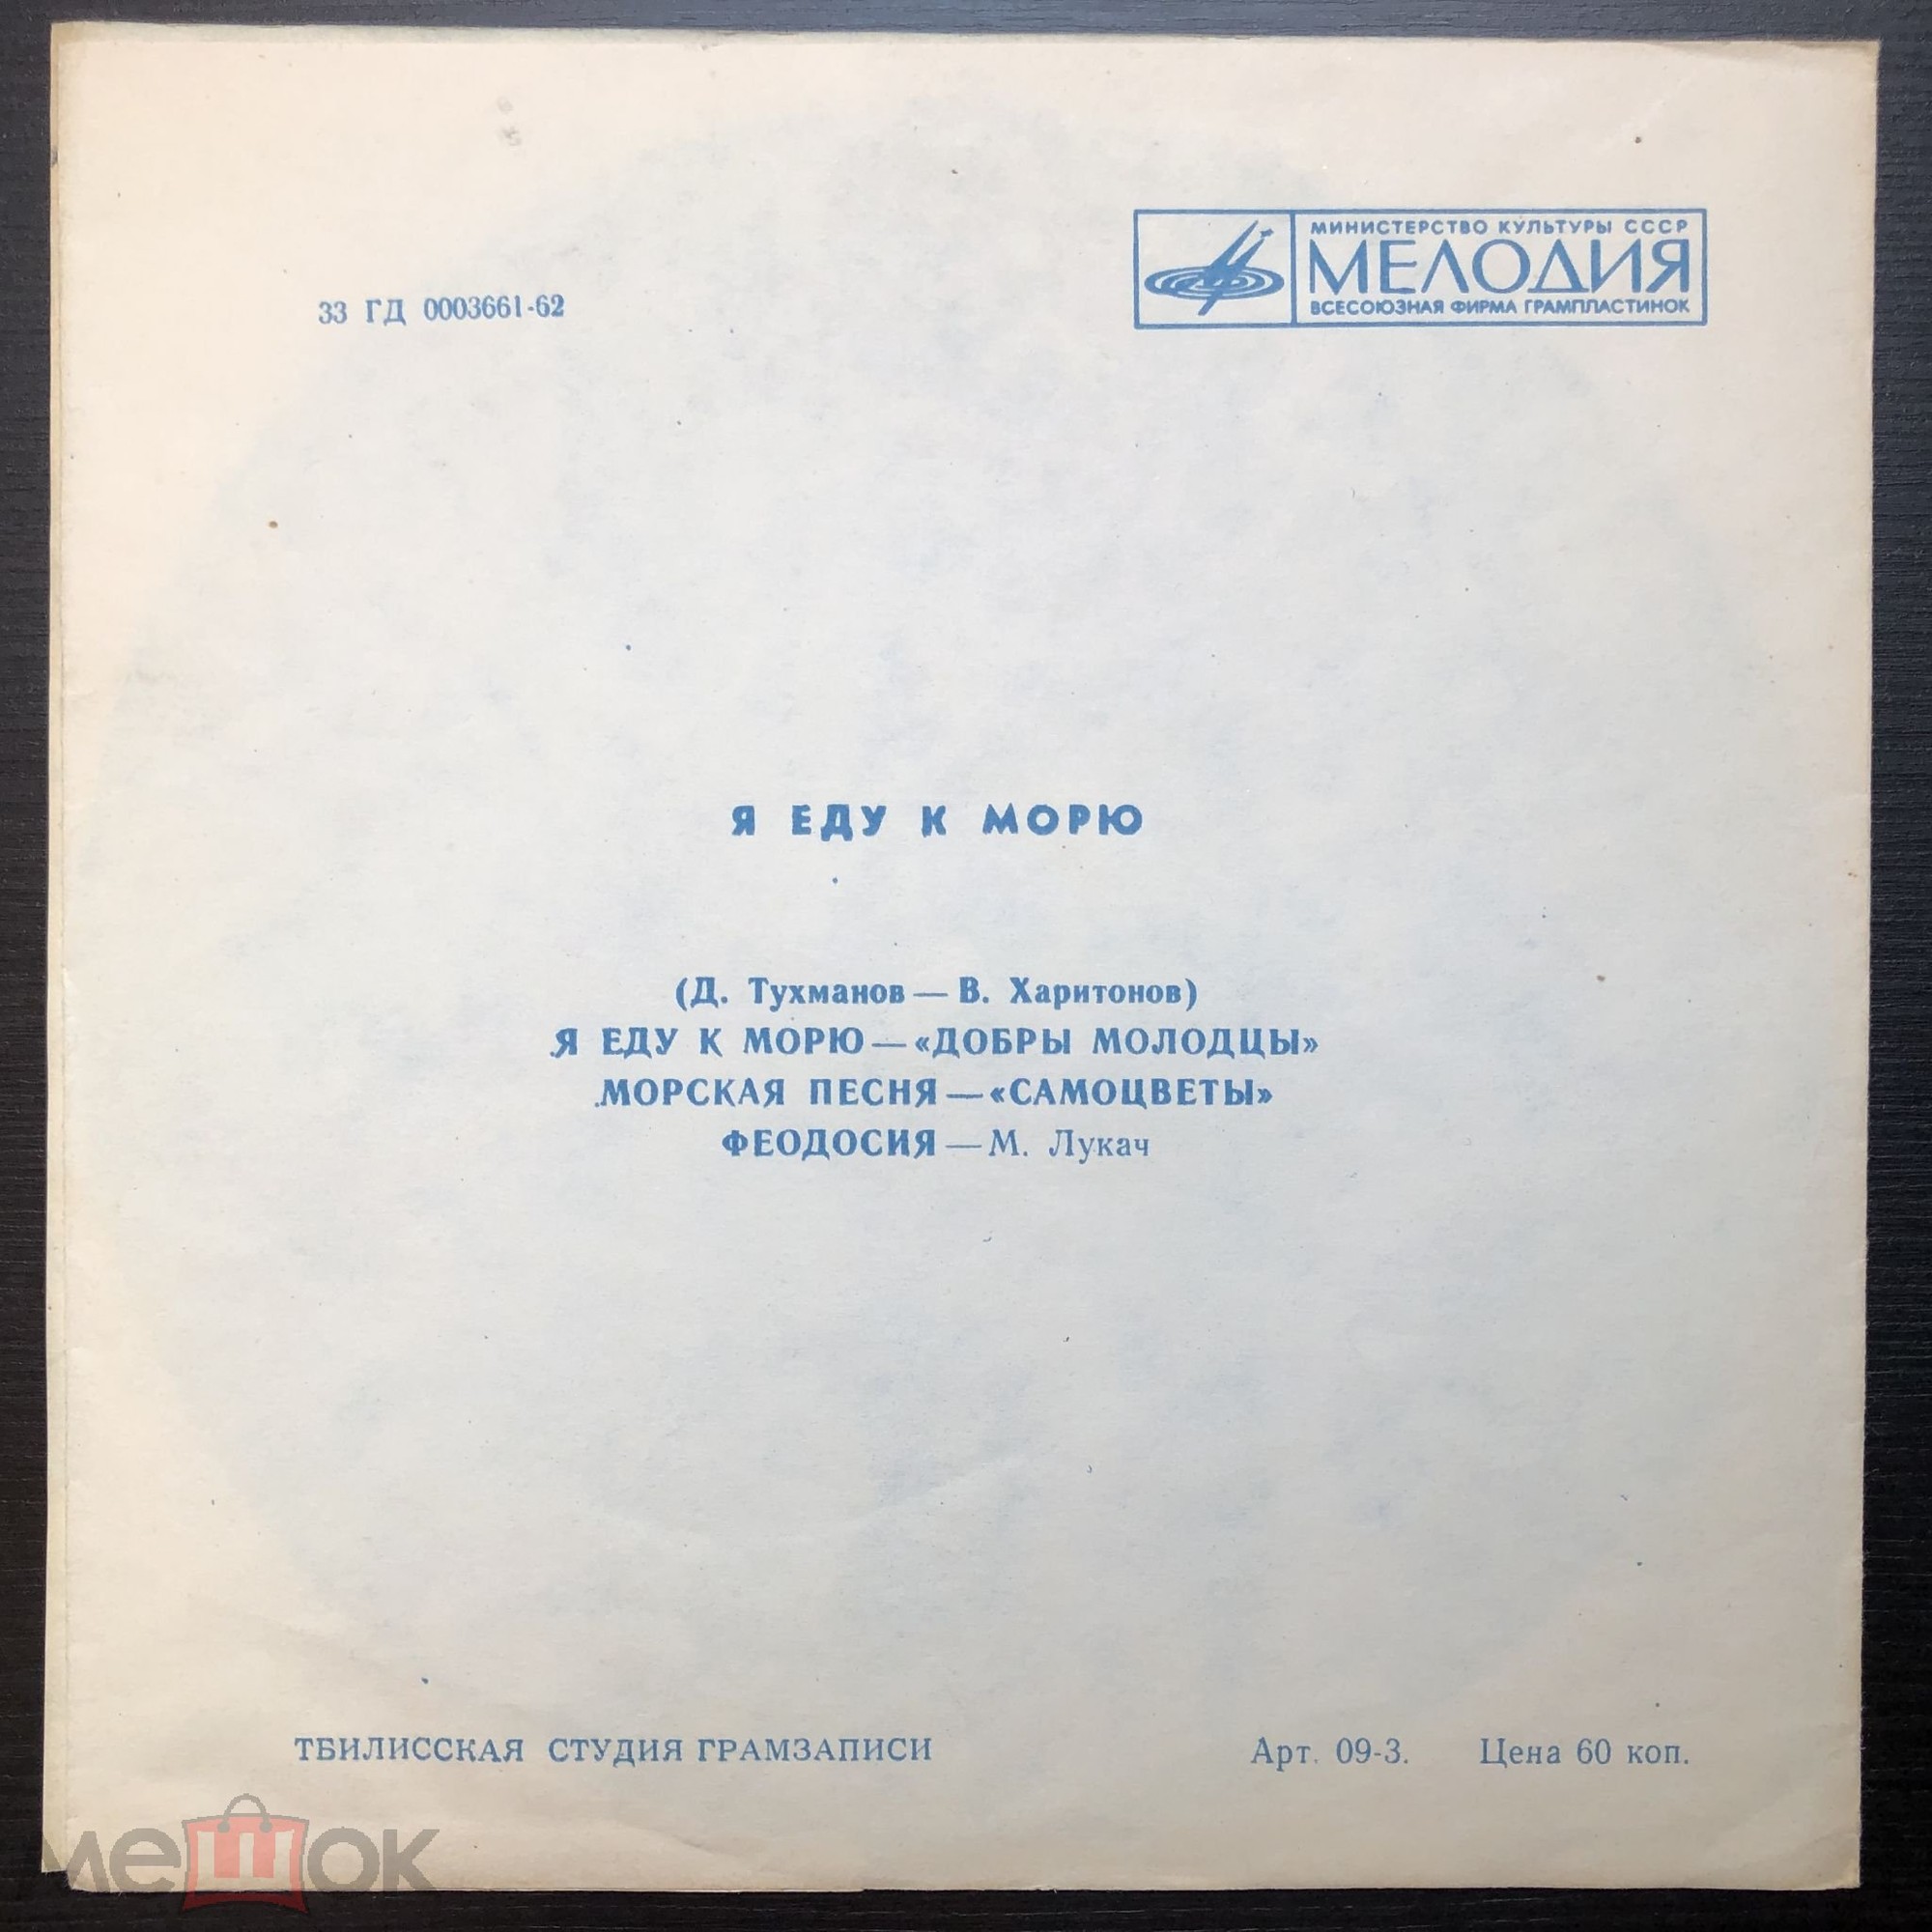 33 ГД 0003661-62
МИНИСТЕРСТВО КУЛЬТУРЫ СССР
МЕЛОДИЯ
ВСЕСОЮЗНАЯ ФИРМА ГРАМПЛАСТИНОК
Я ЕДУ К МОРЮ
(Д. Тухманов — В. Харитонов)
Я ЕДУ К МОРЮ — «ДОБРЫ МОЛОДЦЫ»
МОРСКАЯ ПЕСНЯ — «САМОЦВЕТЫ»
ФЕОДОСИЯ — М. Лукач
ТБИЛИССКАЯ СТУДИЯ ГРАМЗАПИСИ
Арт. 09-3. Цена 60 коп.
мешок